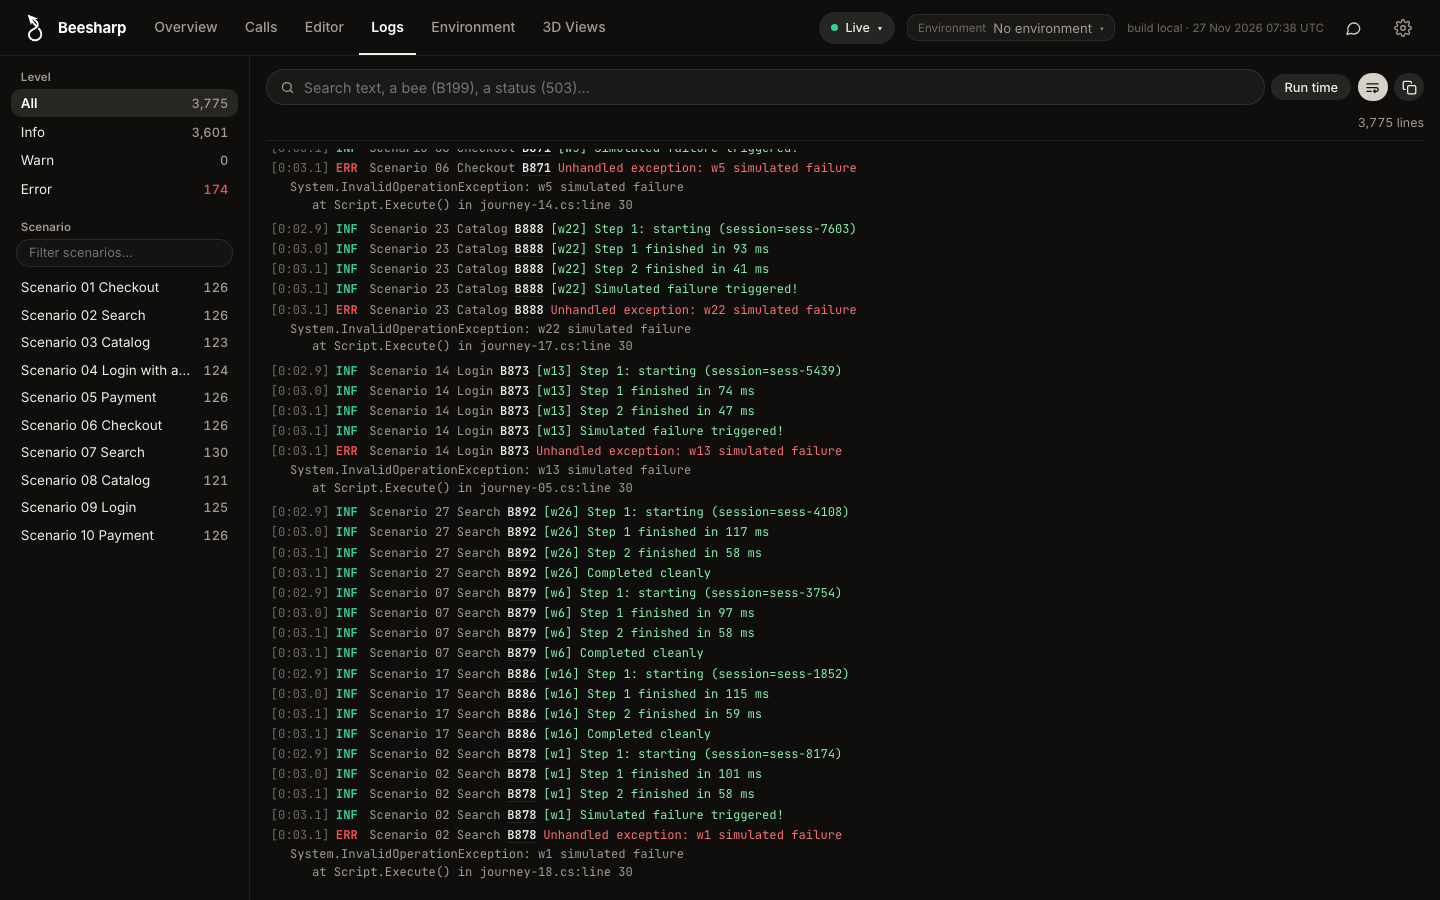 Beesharp
Overview
Calls
Editor
Logs
Environment
3D Views
Live
Environment No environment
build local · 27 Nov 2026 07:38 UTC
Level
All 3,775
Info 3,601
Warn 0
Error 174
Scenario
Filter scenarios...
Scenario 01 Checkout 126
Scenario 02 Search 126
Scenario 03 Catalog 123
Scenario 04 Login with a... 124
Scenario 05 Payment 126
Scenario 06 Checkout 126
Scenario 07 Search 130
Scenario 08 Catalog 121
Scenario 09 Login 125
Scenario 10 Payment 126
Search text, a bee (B199), a status (503)...
Run time
3,775 lines
[0:03.1] INF Scenario 06 Checkout B871 [w5] Simulated failure triggered!
[0:03.1] ERR Scenario 06 Checkout B871 Unhandled exception: w5 simulated failure
System.InvalidOperationException: w5 simulated failure
at Script.Execute() in journey-14.cs:line 30
[0:02.9] INF Scenario 23 Catalog B888 [w22] Step 1: starting (session=sess-7603)
[0:03.0] INF Scenario 23 Catalog B888 [w22] Step 1 finished in 93 ms
[0:03.1] INF Scenario 23 Catalog B888 [w22] Step 2 finished in 41 ms
[0:03.1] INF Scenario 23 Catalog B888 [w22] Simulated failure triggered!
[0:03.1] ERR Scenario 23 Catalog B888 Unhandled exception: w22 simulated failure
System.InvalidOperationException: w22 simulated failure
at Script.Execute() in journey-17.cs:line 30
[0:02.9] INF Scenario 14 Login B873 [w13] Step 1: starting (session=sess-5439)
[0:03.0] INF Scenario 14 Login B873 [w13] Step 1 finished in 74 ms
[0:03.1] INF Scenario 14 Login B873 [w13] Step 2 finished in 47 ms
[0:03.1] INF Scenario 14 Login B873 [w13] Simulated failure triggered!
[0:03.1] ERR Scenario 14 Login B873 Unhandled exception: w13 simulated failure
System.InvalidOperationException: w13 simulated failure
at Script.Execute() in journey-05.cs:line 30
[0:02.9] INF Scenario 27 Search B892 [w26] Step 1: starting (session=sess-4108)
[0:03.0] INF Scenario 27 Search B892 [w26] Step 1 finished in 117 ms
[0:03.1] INF Scenario 27 Search B892 [w26] Step 2 finished in 58 ms
[0:03.1] INF Scenario 27 Search B892 [w26] Completed cleanly
[0:02.9] INF Scenario 07 Search B879 [w6] Step 1: starting (session=sess-3754)
[0:03.0] INF Scenario 07 Search B879 [w6] Step 1 finished in 97 ms
[0:03.1] INF Scenario 07 Search B879 [w6] Step 2 finished in 58 ms
[0:03.1] INF Scenario 07 Search B879 [w6] Completed cleanly
[0:02.9] INF Scenario 17 Search B886 [w16] Step 1: starting (session=sess-1852)
[0:03.0] INF Scenario 17 Search B886 [w16] Step 1 finished in 115 ms
[0:03.1] INF Scenario 17 Search B886 [w16] Step 2 finished in 59 ms
[0:03.1] INF Scenario 17 Search B886 [w16] Completed cleanly
[0:02.9] INF Scenario 02 Search B878 [w1] Step 1: starting (session=sess-8174)
[0:03.0] INF Scenario 02 Search B878 [w1] Step 1 finished in 101 ms
[0:03.1] INF Scenario 02 Search B878 [w1] Step 2 finished in 58 ms
[0:03.1] INF Scenario 02 Search B878 [w1] Simulated failure triggered!
[0:03.1] ERR Scenario 02 Search B878 Unhandled exception: w1 simulated failure
System.InvalidOperationException: w1 simulated failure
at Script.Execute() in journey-18.cs:line 30